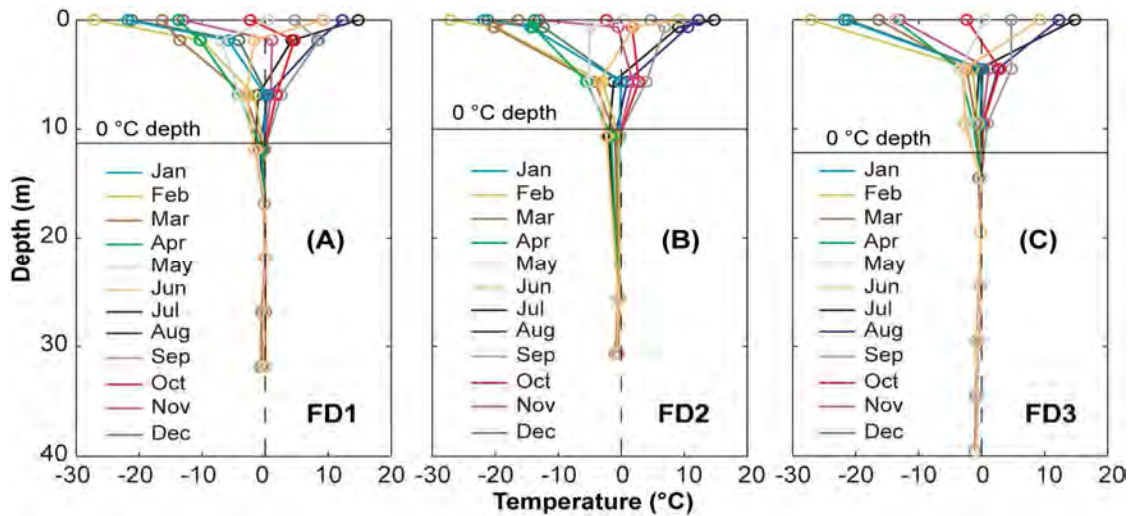 0
10
20
30
40
Depth (m)
0 °C depth
Jan
Feb
Mar
Apr
May
Jun
Jul
Aug
Sep
Oct
Nov
Dec
(A)
FD1
-30 -20 -10 0 10 20
0 °C depth
Jan
Feb
Mar
Apr
May
Jun
Jul
Aug
Sep
Oct
Nov
Dec
(B)
FD2
-30 -20 -10 0 10 20
0 °C depth
Jan
Feb
Mar
Apr
May
Jun
Jul
Aug
Sep
Oct
Nov
Dec
(C)
FD3
-30 -20 -10 0 10 20
Temperature (°C)